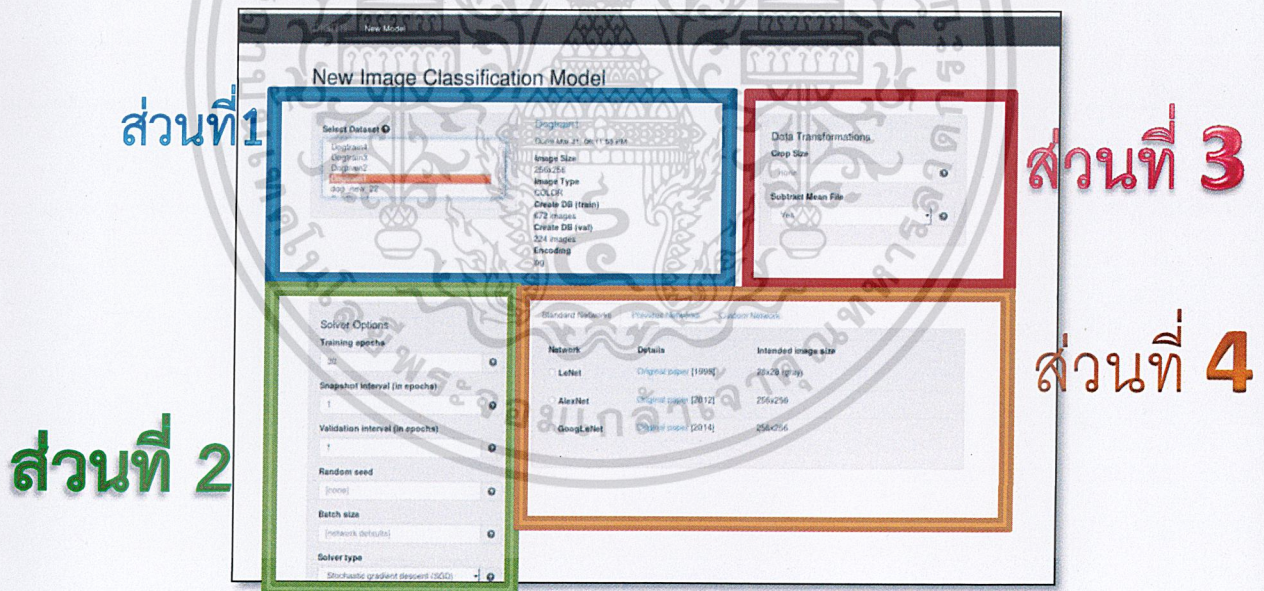 New Model
New Image Classification Model
ส่วนที่1
Select Dataset
Dogtrain4
Dogtrain3
Dogtrain2
dog_new_22
Dogtrain1
Image Size
256x256
Image Type
COLOR
Create DB (train)
672 images
Create DB (val)
224 images
Encoding
Data Transformations
Crop Size
none
Subtract Mean File
Yes
ส่วนที่ 3
ส่วนที่ 2
Solver Options
Training epochs
30
Snapshot interval (in epochs)
1
Validation interval (in epochs)
1
Random seed
[none]
Batch size
[network defaults]
Solver type
Stochastic gradient descent (SGD)
Standard Networks Previous Networks Custom Network
Network Details Intended image size
LeNet Original paper [1998] 28x28 (gray)
AlexNet Original paper [2012] 256x256
GoogLeNet Original paper [2014] 256x256
ส่วนที่ 4